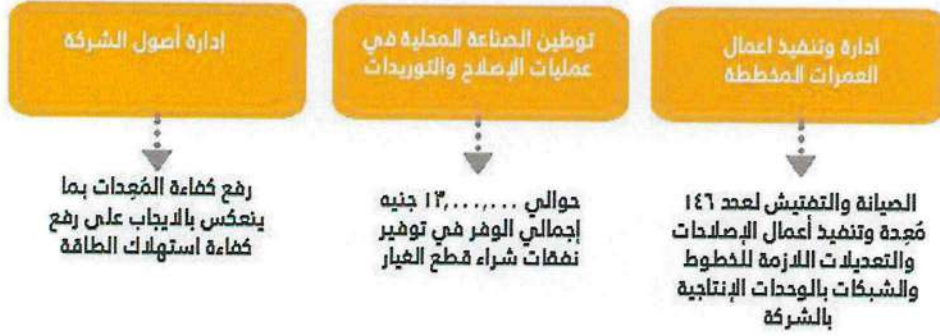 ادارة وتنفيذ اعمال
العمرات المخططة
الصيانة والتفتيش لعدد ١٤٦
مُعِدة وتنفيذ أعمال الإصلاحات
والتعديلات اللازمة للخطوط
والشبكات بالوحدات الإنتاجية
بالشركة
توطين الصناعة المحلية في
عمليات الإصلاح والتوريدات
حوالي ١٣,٠٠٠,٠٠٠ جنيه
إجمالي الوفر في توفير
نفقات شراء قطع الغيار
إدارة أصول الشركة
رفع كفاءة المُعِدات بما
ينعكس بالايجاب على رفع
كفاءة استهلاك الطاقة